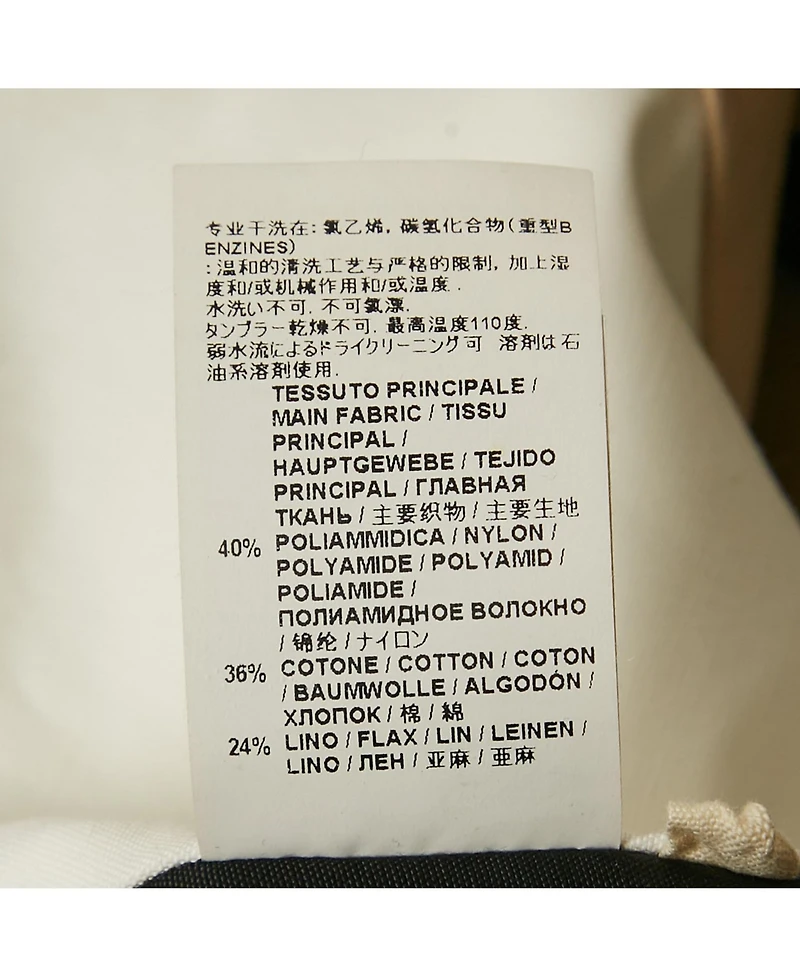 专业干洗在: 氯乙烯, 碳氢化合物(重型B
ENZINES)
:温和的清洗工艺与严格的限制, 加上湿
度和/或机械作用和/或温度.
水洗い不可. 不可氯漂.
タンブラー乾燥不可. 最高温度110度.
弱水流によるドライクリーニング可 溶剤は石
油系溶剤使用.
TESSUTO PRINCIPALE /
MAIN FABRIC / TISSU
PRINCIPAL /
HAUPTGEWEBE / TEJIDO
PRINCIPAL / ГЛАВНАЯ
ТКАНЬ / 主要织物 / 主要生地
40% POLIAMMIDICA / NYLON /
POLYAMIDE / POLYAMID /
POLIAMIDE /
ПОЛИАМИДНОЕ ВОЛОКНО
/ 锦纶 / ナイロン
36% COTONE / COTTON / COTON
/ BAUMWOLLE / ALGODÓN /
ХЛОПОК / 棉 / 綿
24% LINO / FLAX / LIN / LEINEN /
LINO / ЛЕН / 亚麻 / 亜麻